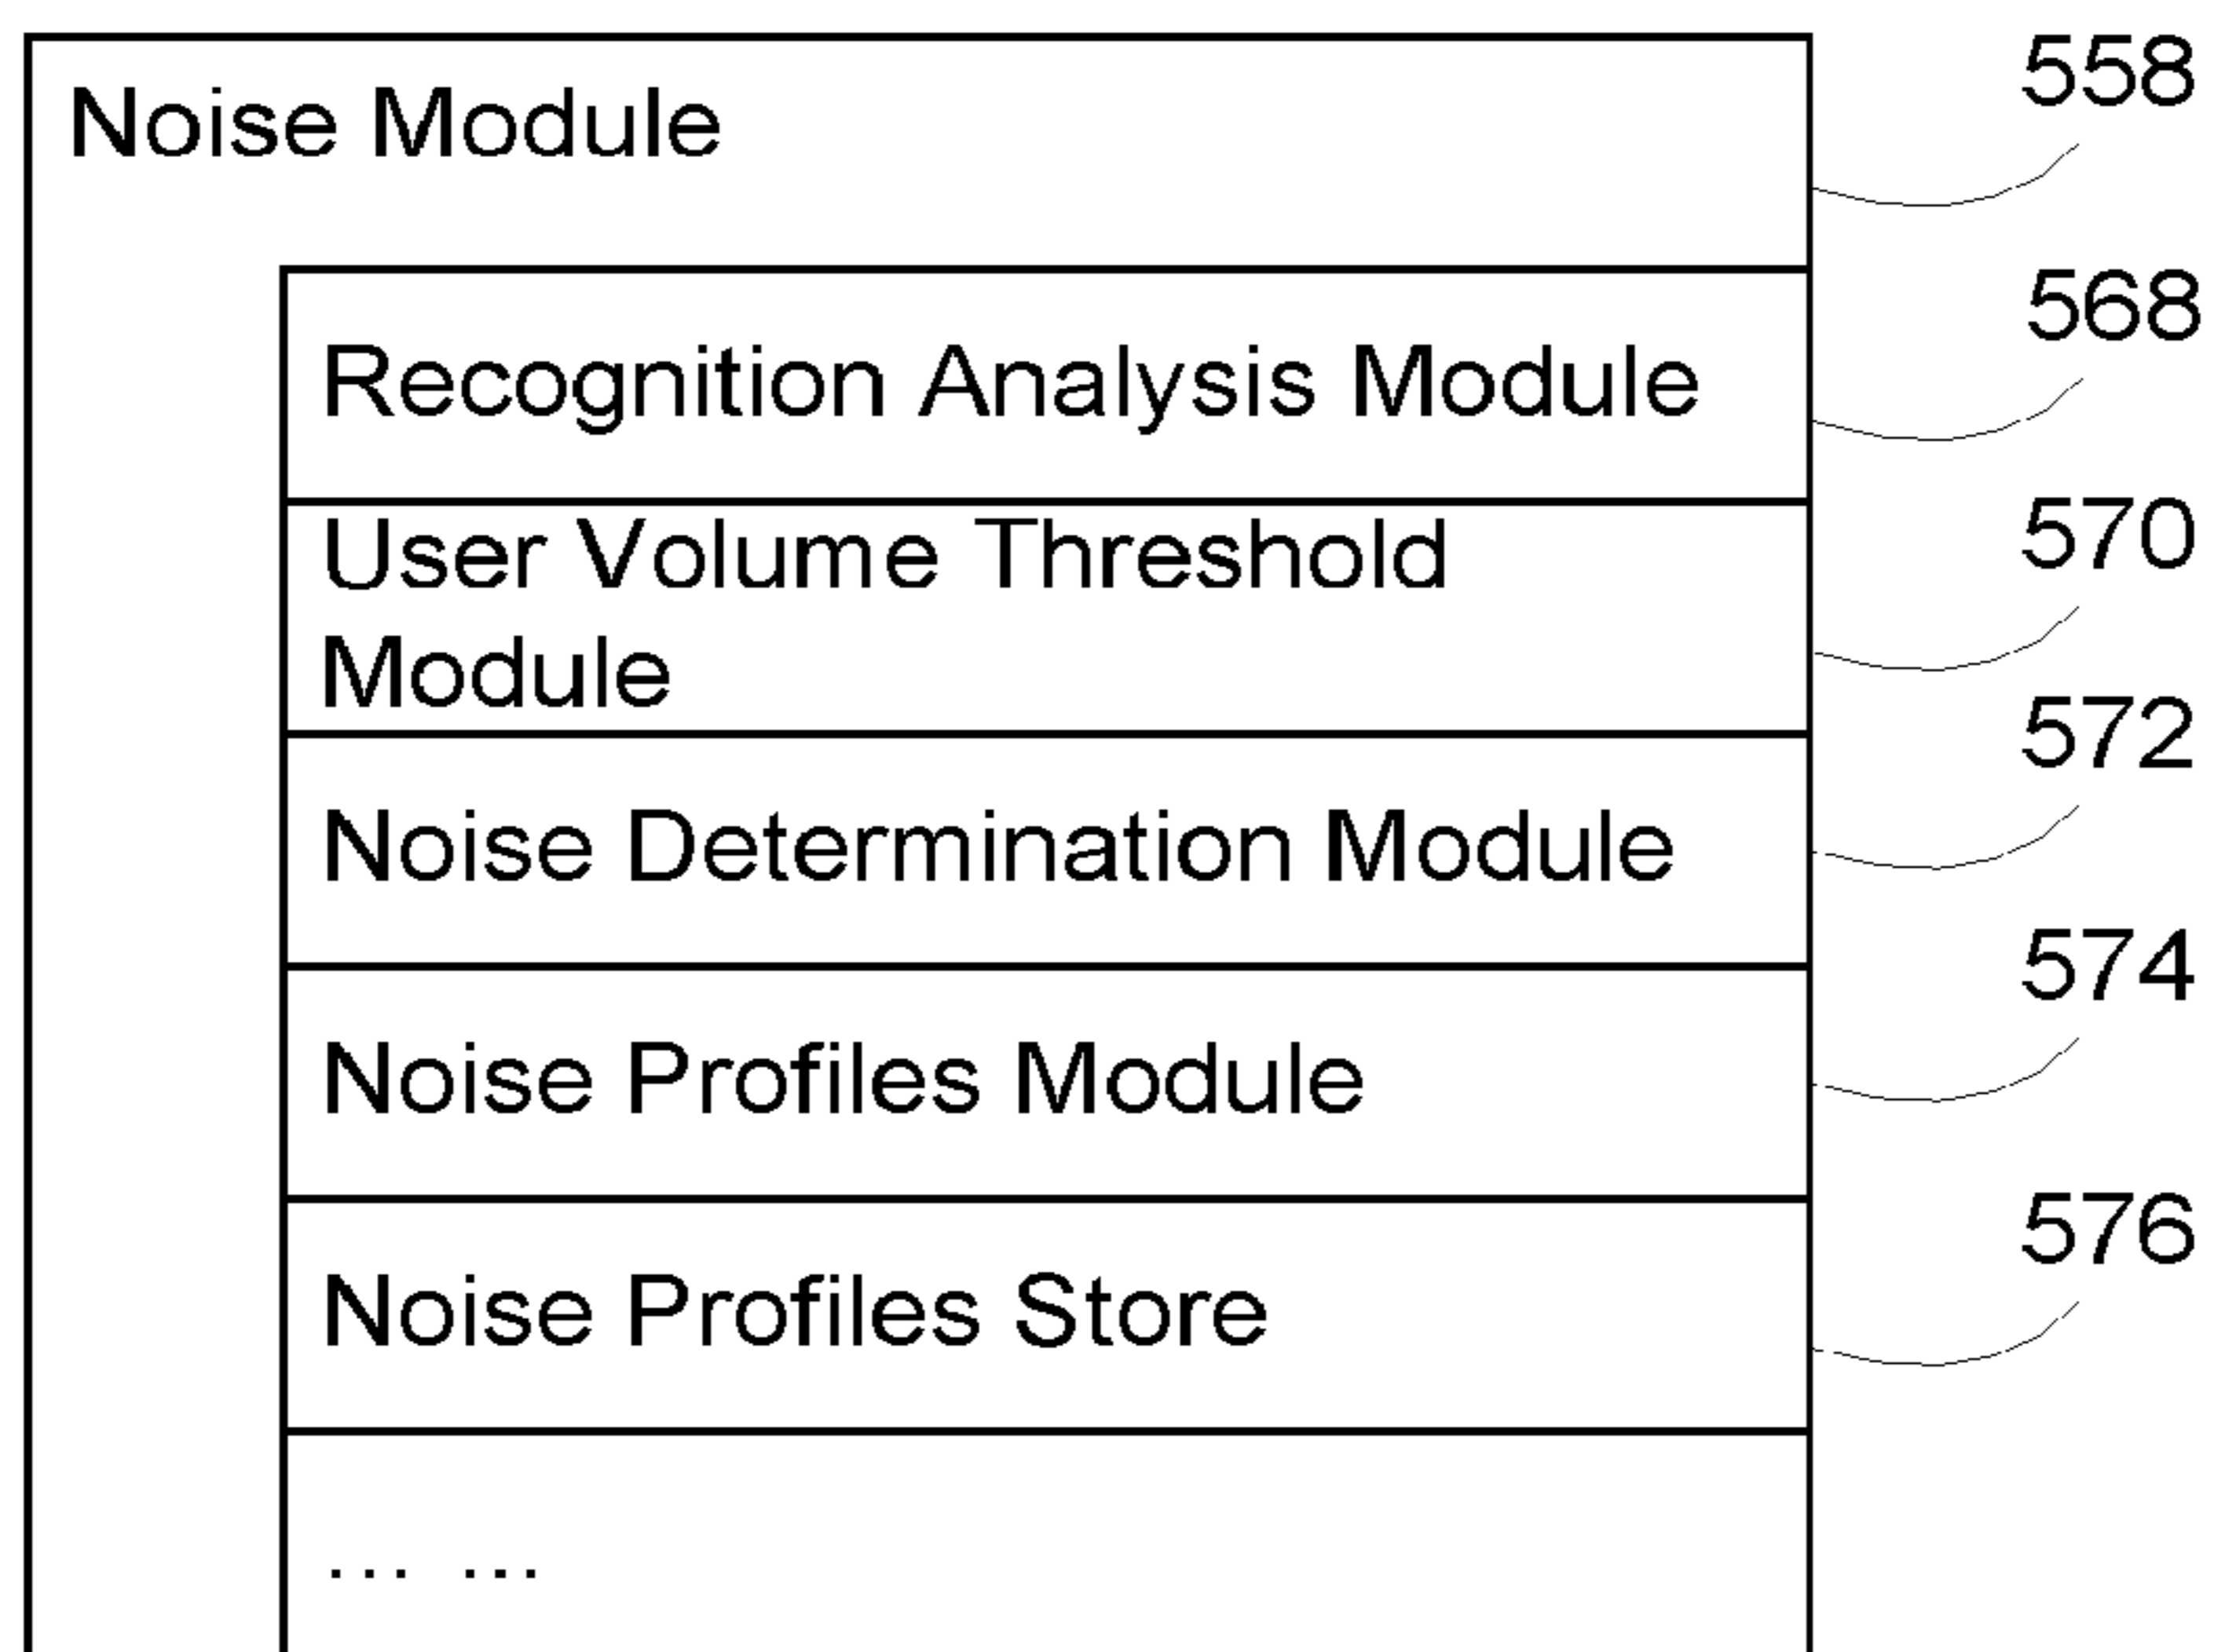 Noise Module
558
Recognition Analysis Module
568
User Volume Threshold
Module
570
Noise Determination Module
572
Noise Profiles Module
574
Noise Profiles Store
576
... ...